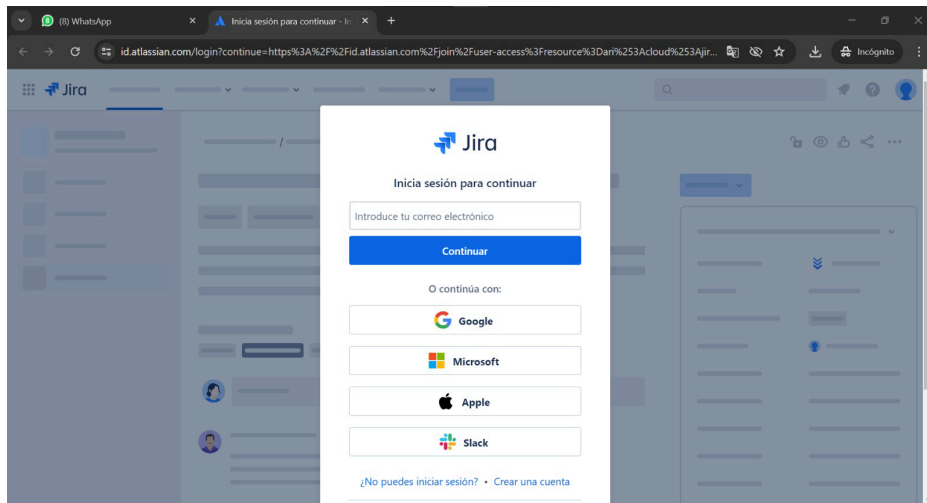 (8) WhatsApp
Inicia sesión para continuar - In
id.atlassian.com/login?continue=https%3A%2F%2Fid.atlassian.com%2Fjoin%2Fuser-access%3Fresource%3Dari%253Acloud%253Ajir...
Incógnito
Jira
Jira
Inicia sesión para continuar
Introduce tu correo electrónico
Continuar
O continúa con:
Google
Microsoft
Apple
Slack
¿No puedes iniciar sesión? • Crear una cuenta